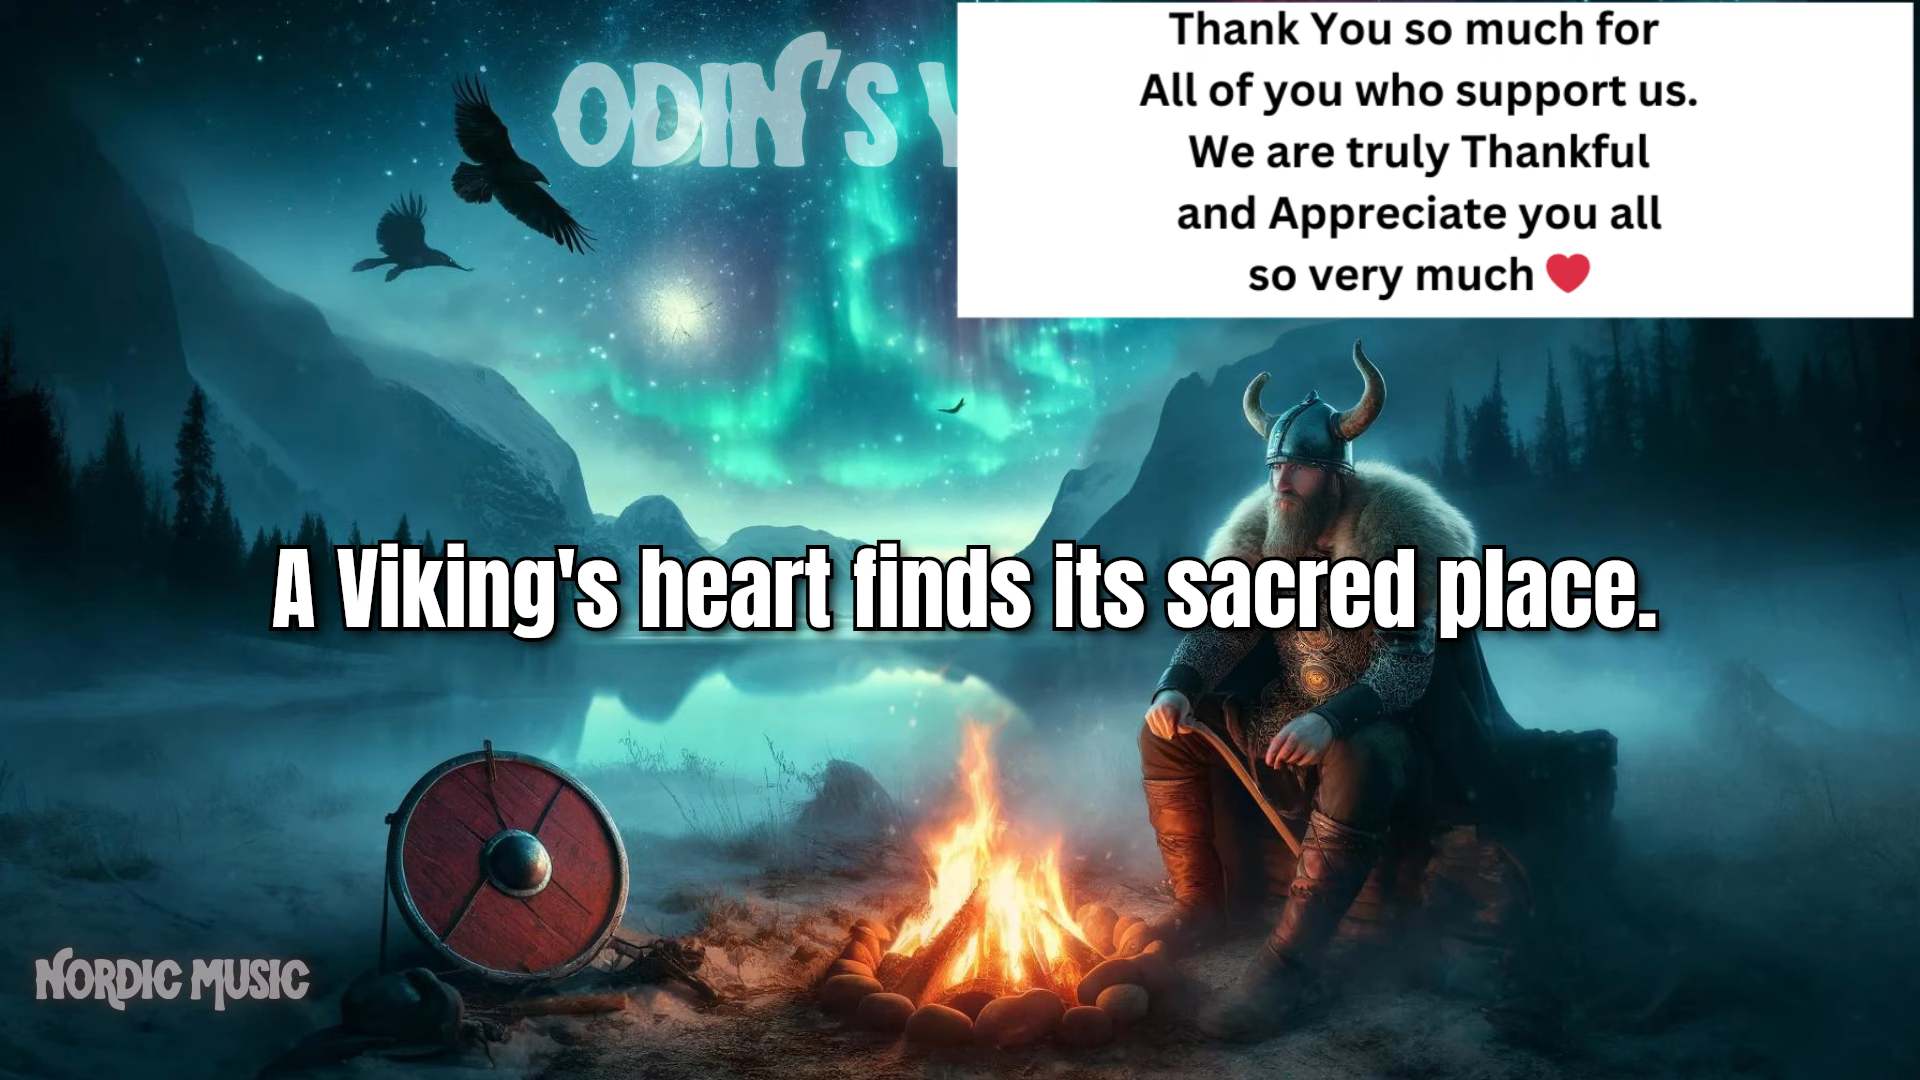 ODIN'S
Thank You so much for
All of you who support us.
We are truly Thankful
and Appreciate you all
so very much ❤️
A Viking's heart finds its sacred place.
NORDIC MUSIC